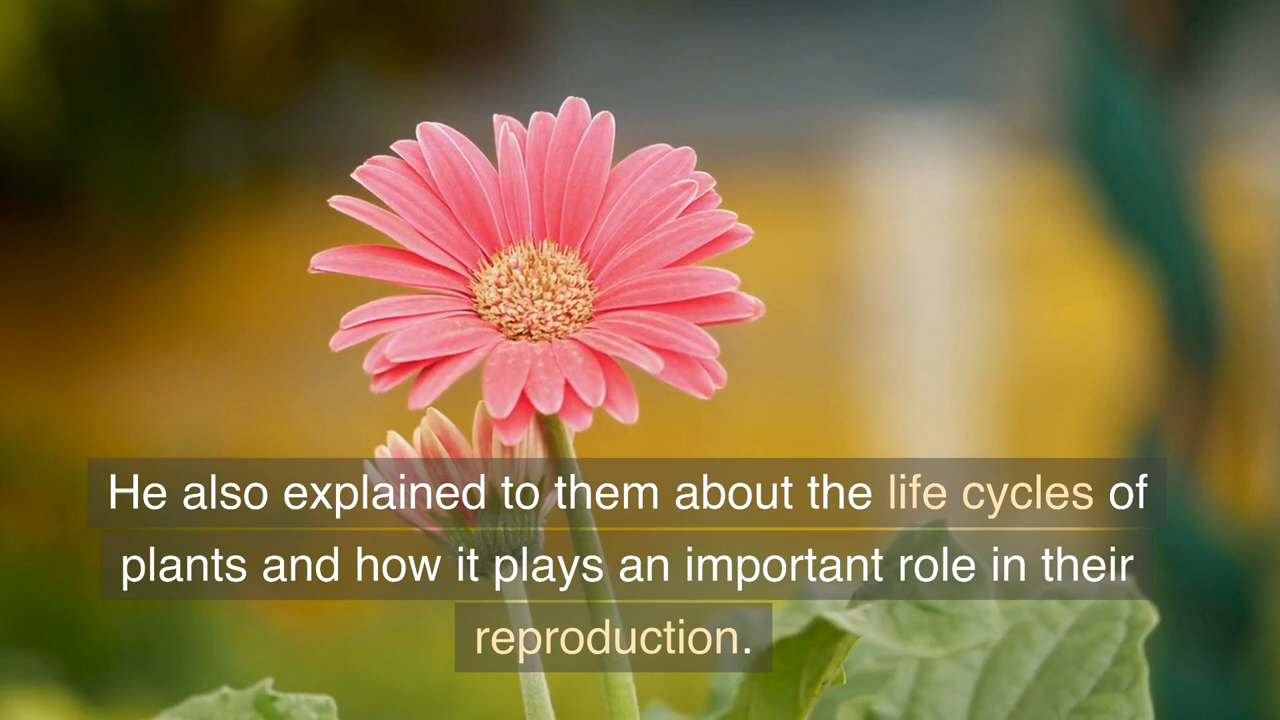 He also explained to them about the life cycles of
plants and how it plays an important role in their
reproduction.